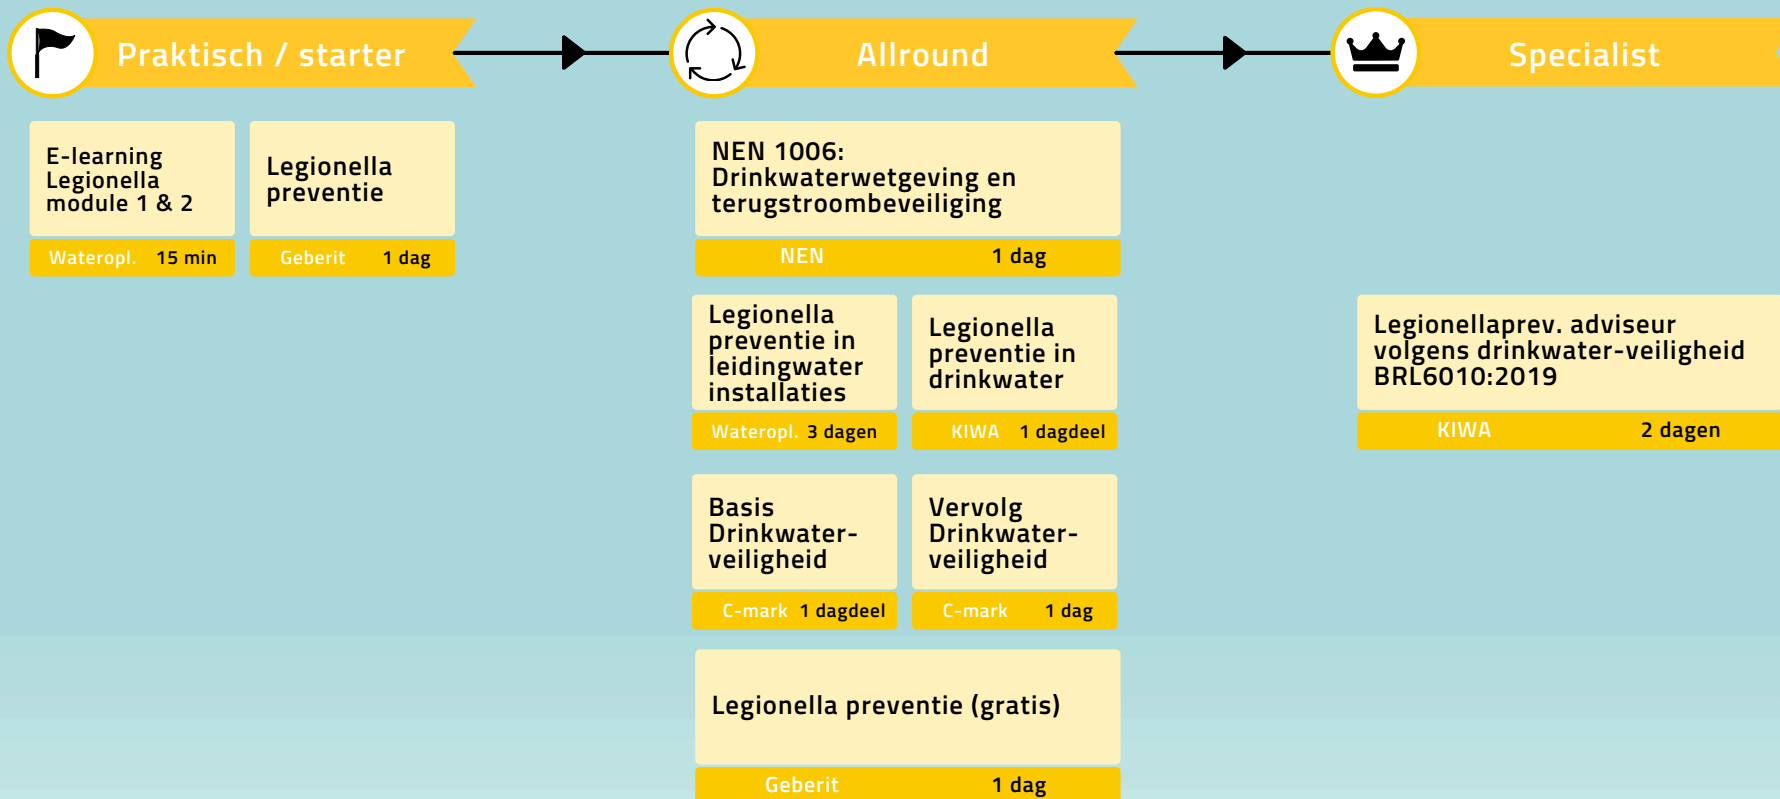 Praktisch / starter
Allround
Specialist
E-learning
Legionella
module 1 & 2
Wateropl. 15 min
Legionella
preventie
Geberit 1 dag
NEN 1006:
Drinkwaterwetgeving en
terugstroombeveiliging
NEN 1 dag
Legionella
preventie in
leidingwater
installaties
Wateropl. 3 dagen
Legionella
preventie in
drinkwater
KIWA 1 dagdeel
Basis
Drinkwater-
veiligheid
C-mark 1 dagdeel
Vervolg
Drinkwater-
veiligheid
C-mark 1 dag
Legionella preventie (gratis)
Geberit 1 dag
Legionellaprev. adviseur
volgens drinkwater-veiligheid
BRL6010:2019
KIWA 2 dagen